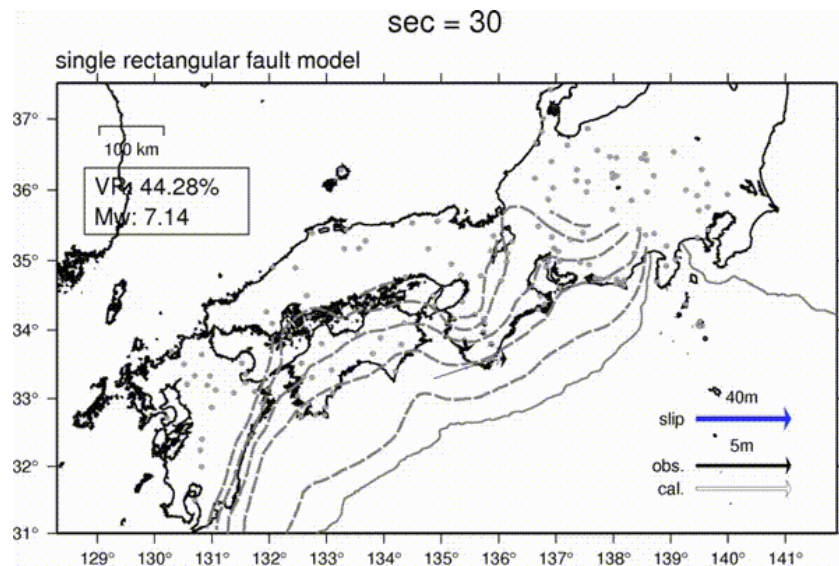 sec = 30
single rectangular fault model
37°
100 km
VR: 44.28%
Mw: 7.14
36°
35°
34°
33°
40m
slip
5m
32°
obs.
cal.
31°
129° 130° 131° 132° 133° 134° 135° 136° 137° 138° 139° 140° 141°